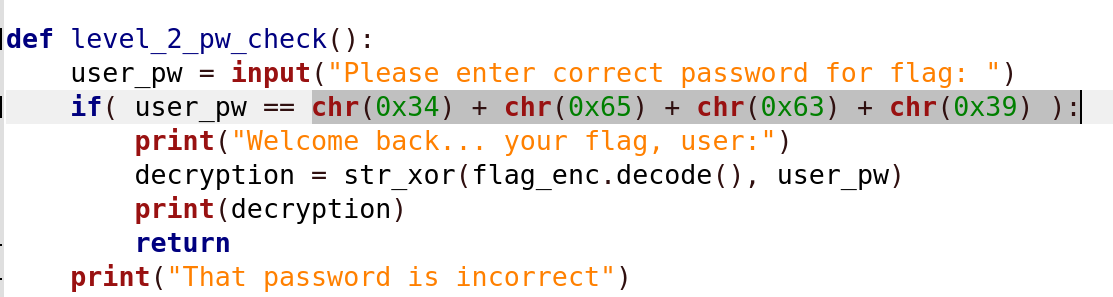 def level_2_pw_check():
    user_pw = input("Please enter correct password for flag: ")
    if( user_pw == chr(0x34) + chr(0x65) + chr(0x63) + chr(0x39) ):
        print("Welcome back... your flag, user:")
        decryption = str_xor(flag_enc.decode(), user_pw)
        print(decryption)
        return
    print("That password is incorrect")